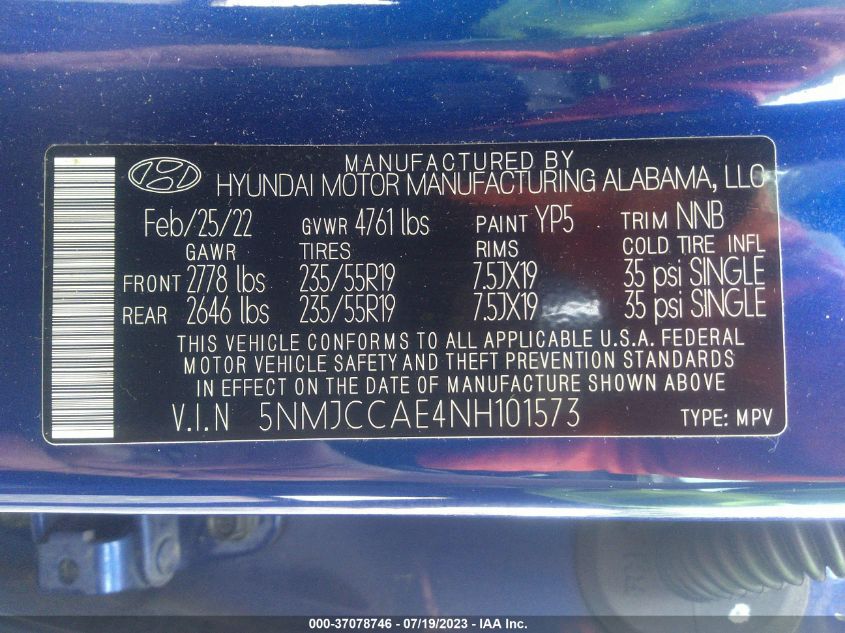 MANUFACTURED BY
HYUNDAI MOTOR MANUFACTURING ALABAMA, LLC
Feb/25/22 GVWR 4761 lbs PAINT YP5 TRIM NNB
GAWR TIRES RIMS COLD TIRE INFL
FRONT 2778 lbs 235/55R19 7.5JX19 35 psi SINGLE
REAR 2646 lbs 235/55R19 7.5JX19 35 psi SINGLE
THIS VEHICLE CONFORMS TO ALL APPLICABLE U.S.A. FEDERAL
MOTOR VEHICLE SAFETY AND THEFT PREVENTION STANDARDS
IN EFFECT ON THE DATE OF MANUFACTURE SHOWN ABOVE
V.I.N 5NMJCCAE4NH101573 TYPE: MPV
000-37078746 - 07/19/2023 - IAA Inc.